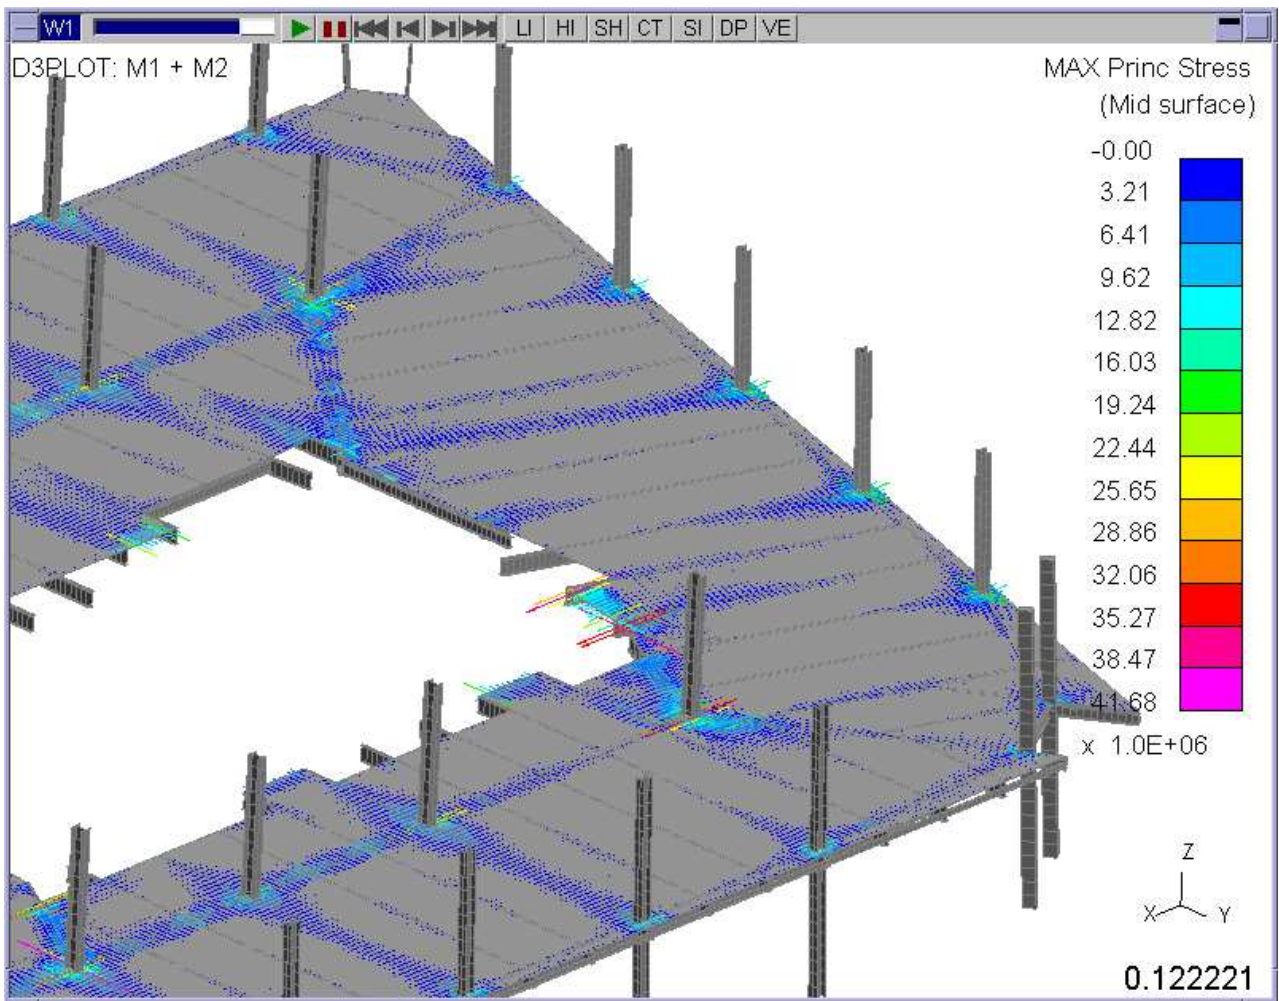 W1 LI HI SH CT SI DP VE
D3PLOT: M1 + M2
MAX Princ Stress
(Mid surface)
-0.00
3.21
6.41
9.62
12.82
16.03
19.24
22.44
25.65
28.86
32.06
35.27
38.47
41.68
x 1.0E+06
Z
X Y
0.122221